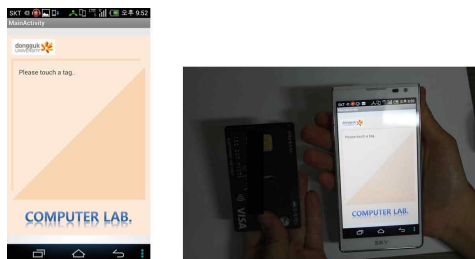 SKT
오후 9:52
MainActivity
dongguk
UNIVERSITY
Please touch a tag..
COMPUTER LAB.
SKT
dongguk
Please touch a tag..
COMPUTER LAB.
VISA
SKY